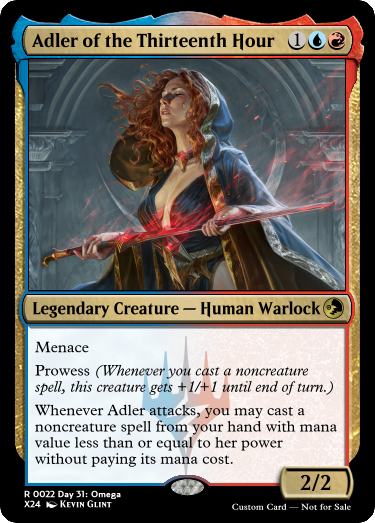 Adler of the Thirteenth Hour 1
Legendary Creature — Human Warlock
Menace
Prowess (Whenever you cast a noncreature
spell, this creature gets +1/+1 until end of turn.)
Whenever Adler attacks, you may cast a
noncreature spell from your hand with mana
value less than or equal to her power
without paying its mana cost.
2/2
R 0022 Day 31: Omega
X24 Kevin Glint
Custom Card — Not for Sale